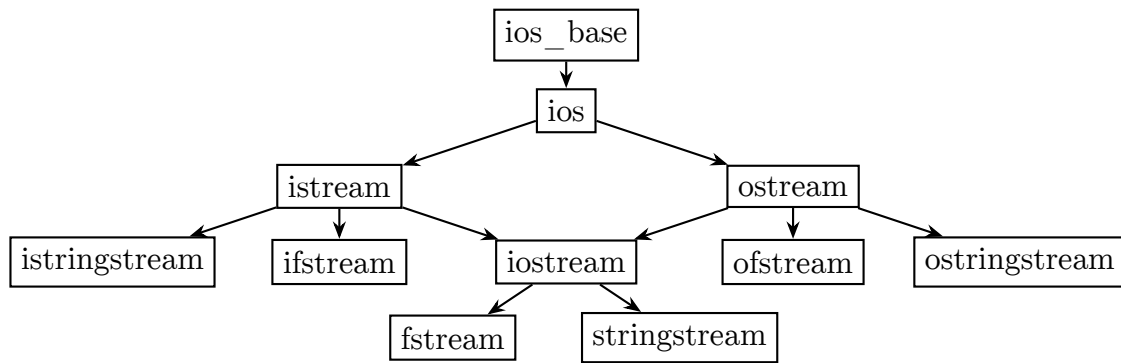 ios_base
ios
istream
ostream
istringstream
ifstream
iostream
ofstream
ostringstream
fstream
stringstream